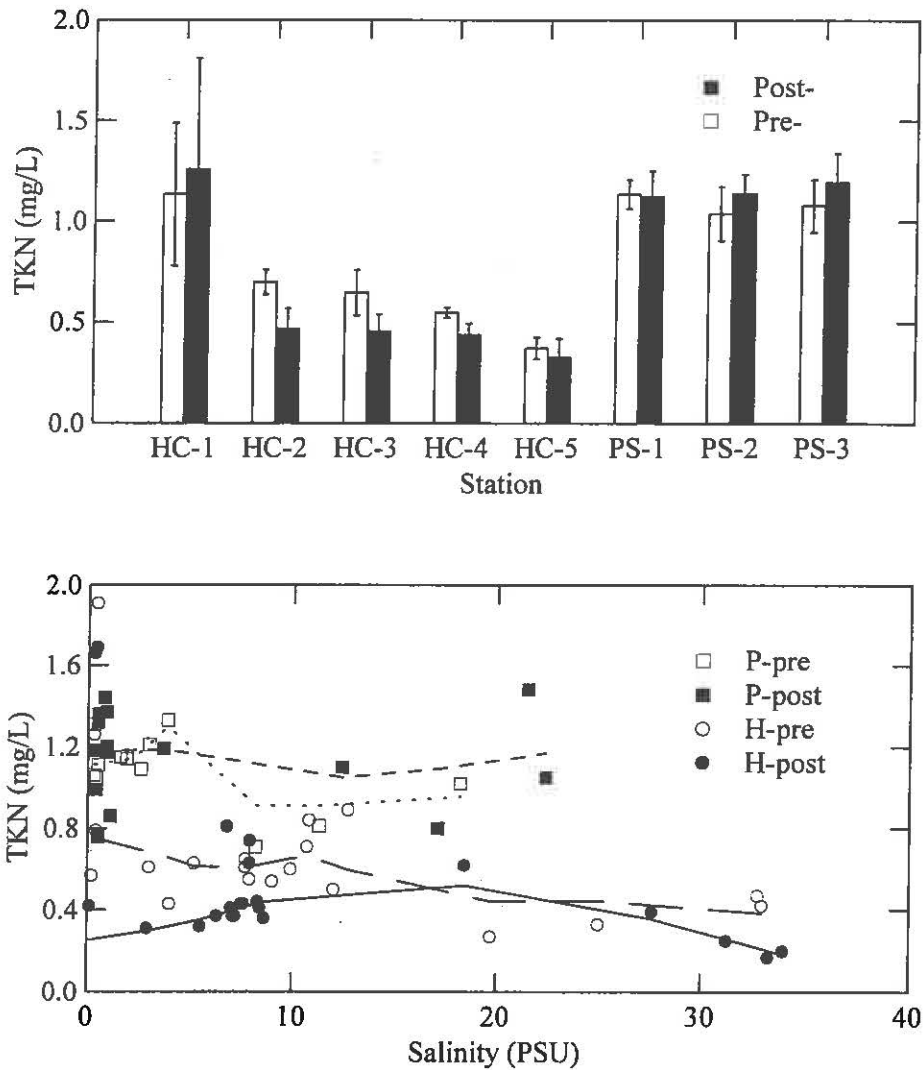 2.0
1.5
1.0
0.5
0.0
TKN (mg/L)
Post-
Pre-
HC-1 HC-2 HC-3 HC-4 HC-5 PS-1 PS-2 PS-3
Station
2.0
1.6
1.2
0.8
0.4
0.0
TKN (mg/L)
P-pre
P-post
H-pre
H-post
0 10 20 30 40
Salinity (PSU)